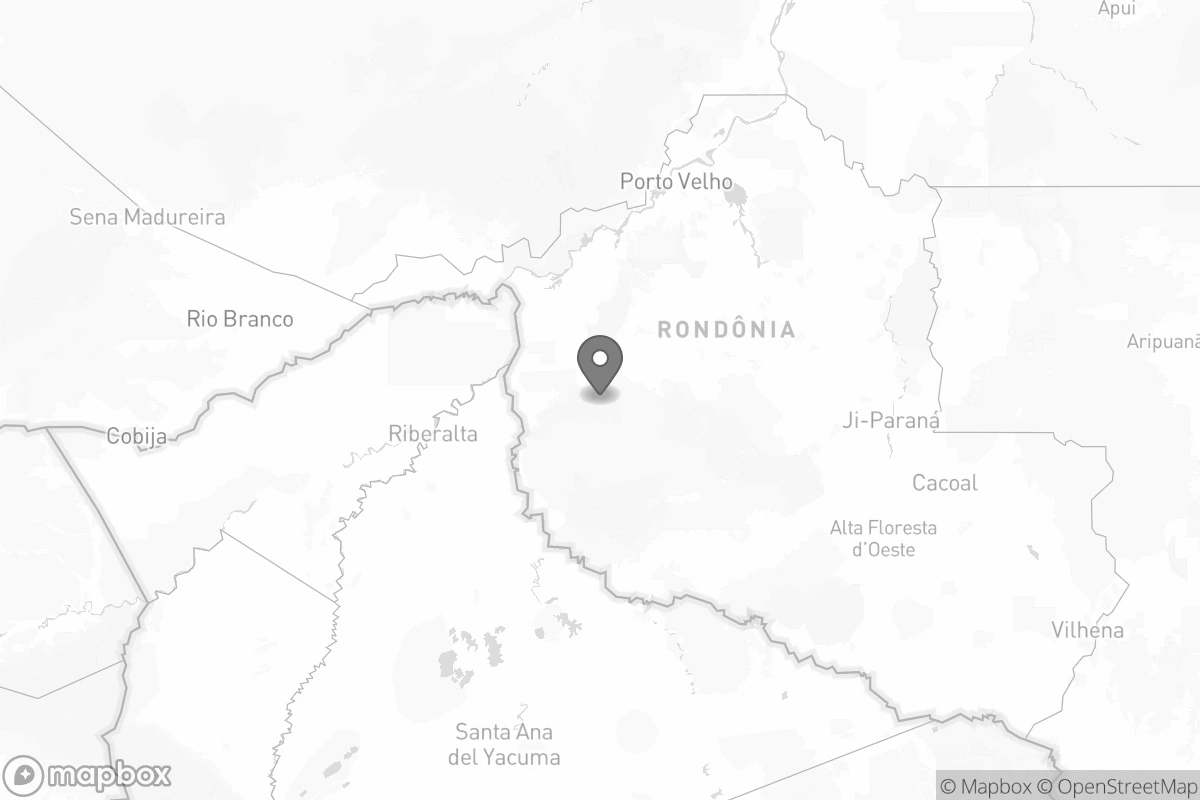 Apui
Porto Velho
Sena Madureira
Rio Branco
RONDÔNIA
Aripuanã
Cobija
Riberalta
Ji-Paraná
Cacoal
Alta Floresta
d'Oeste
Vilhena
Santa Ana
del Yacuma
mapbox
© Mapbox © OpenStreetMap